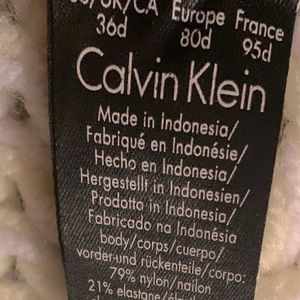 US/UK/CA Europe France
36d 80d 95d
Calvin Klein
Made in Indonesia/
Fabriqué en Indonésie/
Hecho en Indonesia/
Hergestellt in Indonesien/
Prodotto in Indonesia/
Fabricado na Indonésia
body/corps/cuerpo/
vorder-und rückenteile/corpo:
79% nylon/nailon
21% elastane/